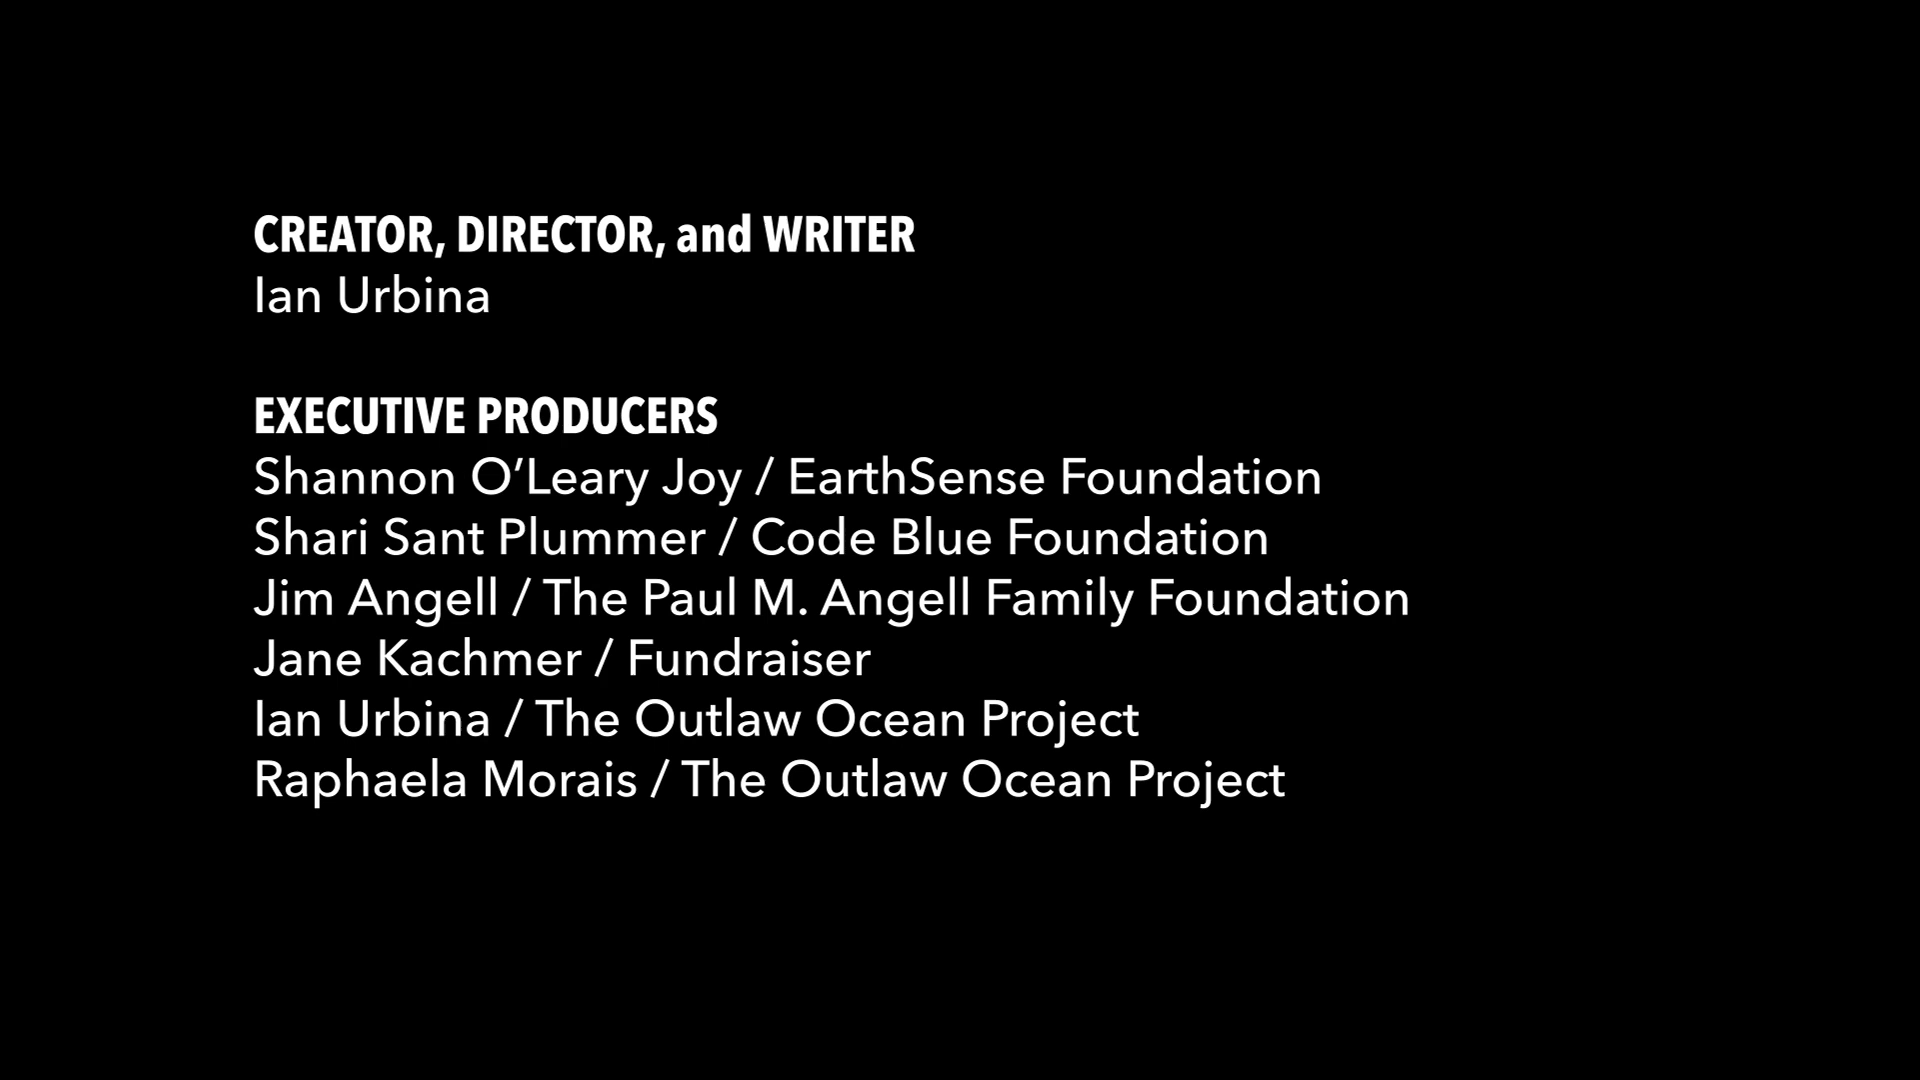 CREATOR, DIRECTOR, and WRITER
Ian Urbina
EXECUTIVE PRODUCERS
Shannon O’Leary Joy / EarthSense Foundation
Shari Sant Plummer / Code Blue Foundation
Jim Angell / The Paul M. Angell Family Foundation
Jane Kachmer / Fundraiser
Ian Urbina / The Outlaw Ocean Project
Raphaela Morais / The Outlaw Ocean Project